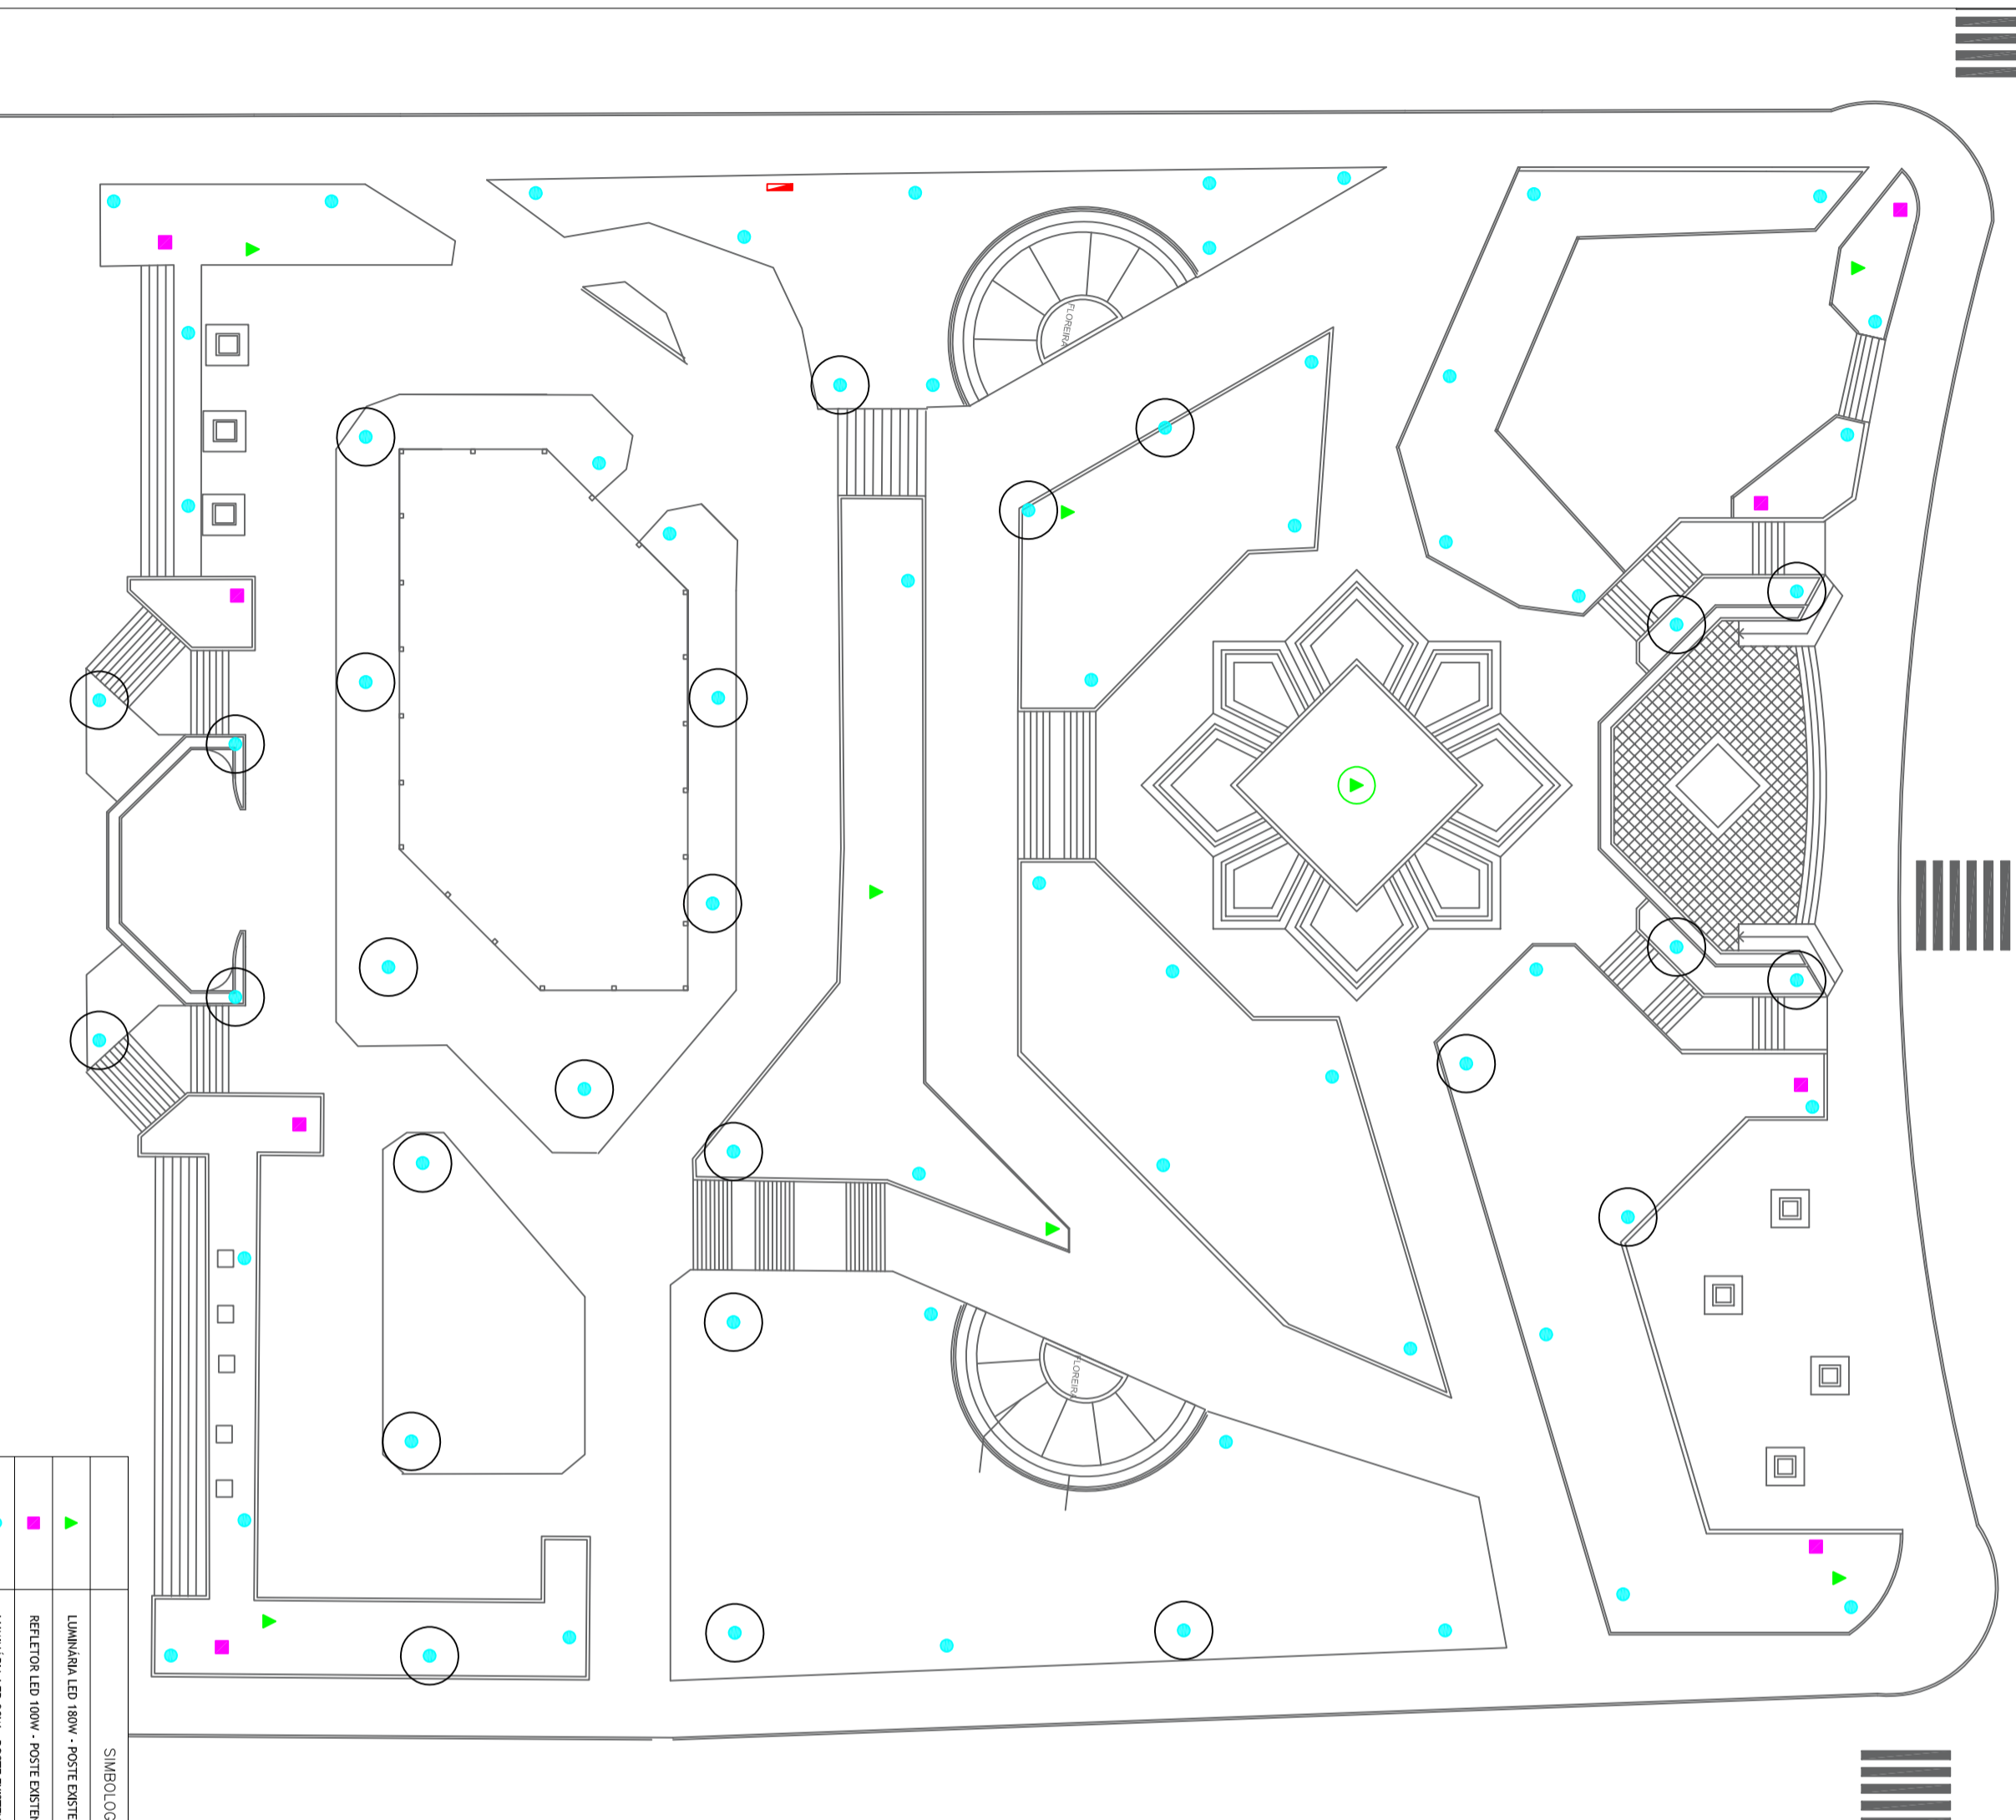 FLOREIRA
FLOREIRA
SIMBOLOG
LUMINÁRIA LED 180W - POSTE EXISTE
REFLETOR LED 100W - POSTE EXISTEN